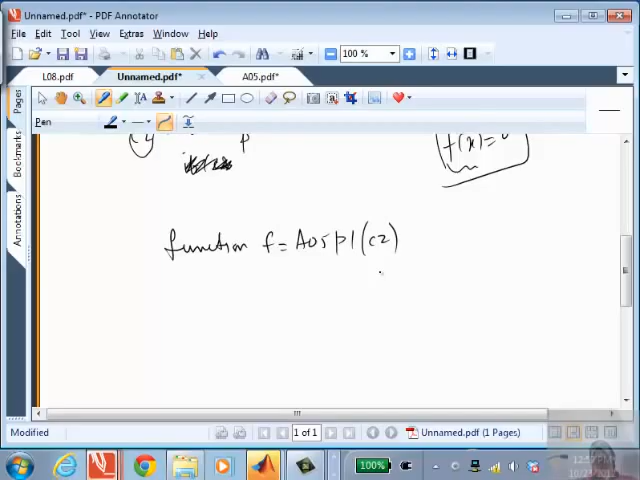 Unnamed.pdf* - PDF Annotator
File Edit Tool View Extras Window Help
100 %
L08.pdf Unnamed.pdf* A05.pdf*
Pen
Pages
Bookmarks
Annotations
p
f(x)=0
function f=A05p1(c2)
1 of 1
Modified
Unnamed.pdf (1 Pages)
100%